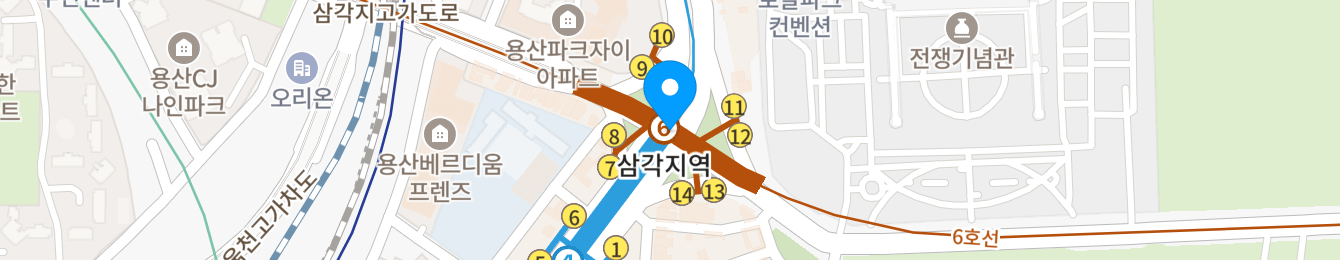 삼각지고가도로
컨벤션
용산파크자이
아파트
전쟁기념관
용산CJ
나인파크
오리온
10
9
11
12
6
8
7
삼각지역
용산베르디움
프렌즈
14
13
6
1
6호선